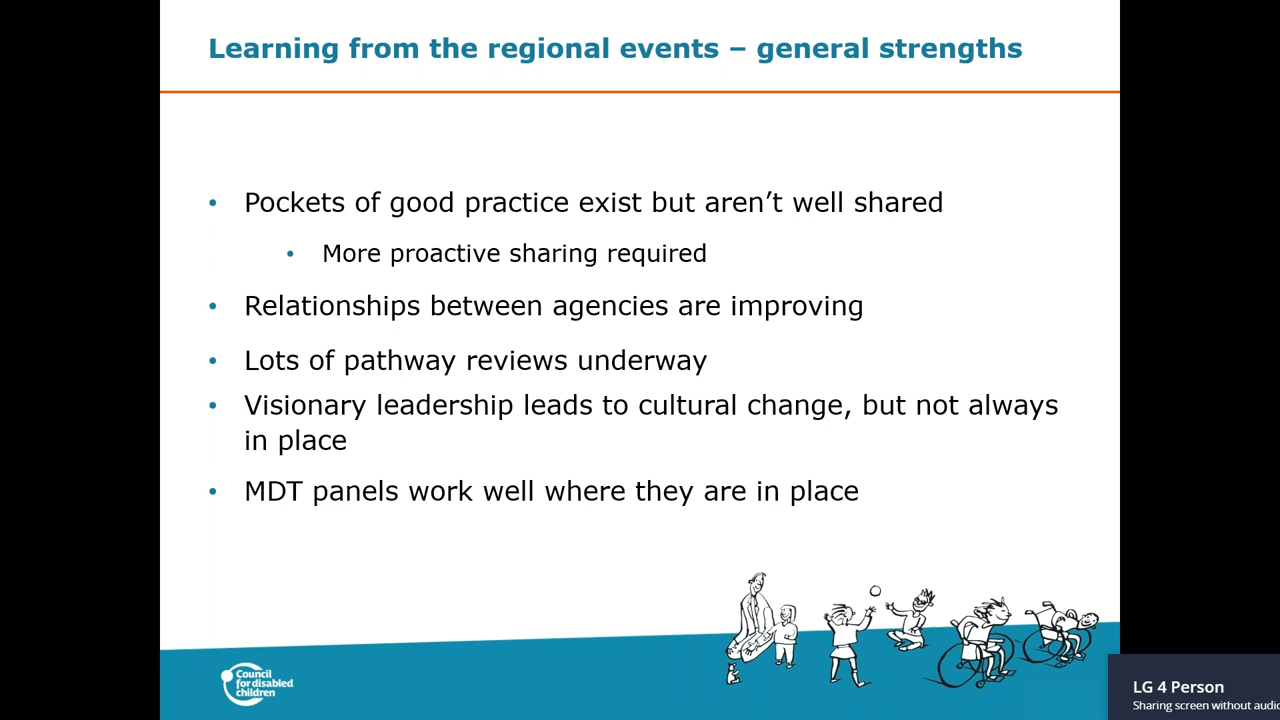 Learning from the regional events – general strengths
• Pockets of good practice exist but aren’t well shared
• More proactive sharing required
• Relationships between agencies are improving
• Lots of pathway reviews underway
• Visionary leadership leads to cultural change, but not always
in place
• MDT panels work well where they are in place
Council
for disabled
children
LG 4 Person
Sharing screen without audio